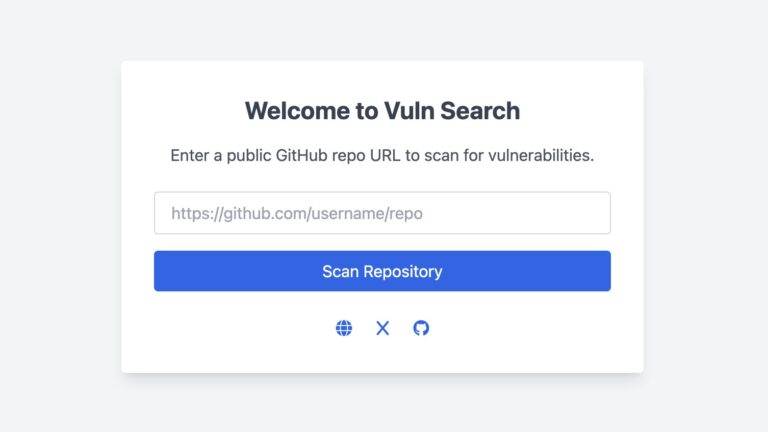 Welcome to Vuln Search
Enter a public GitHub repo URL to scan for vulnerabilities.
https://github.com/username/repo
Scan Repository